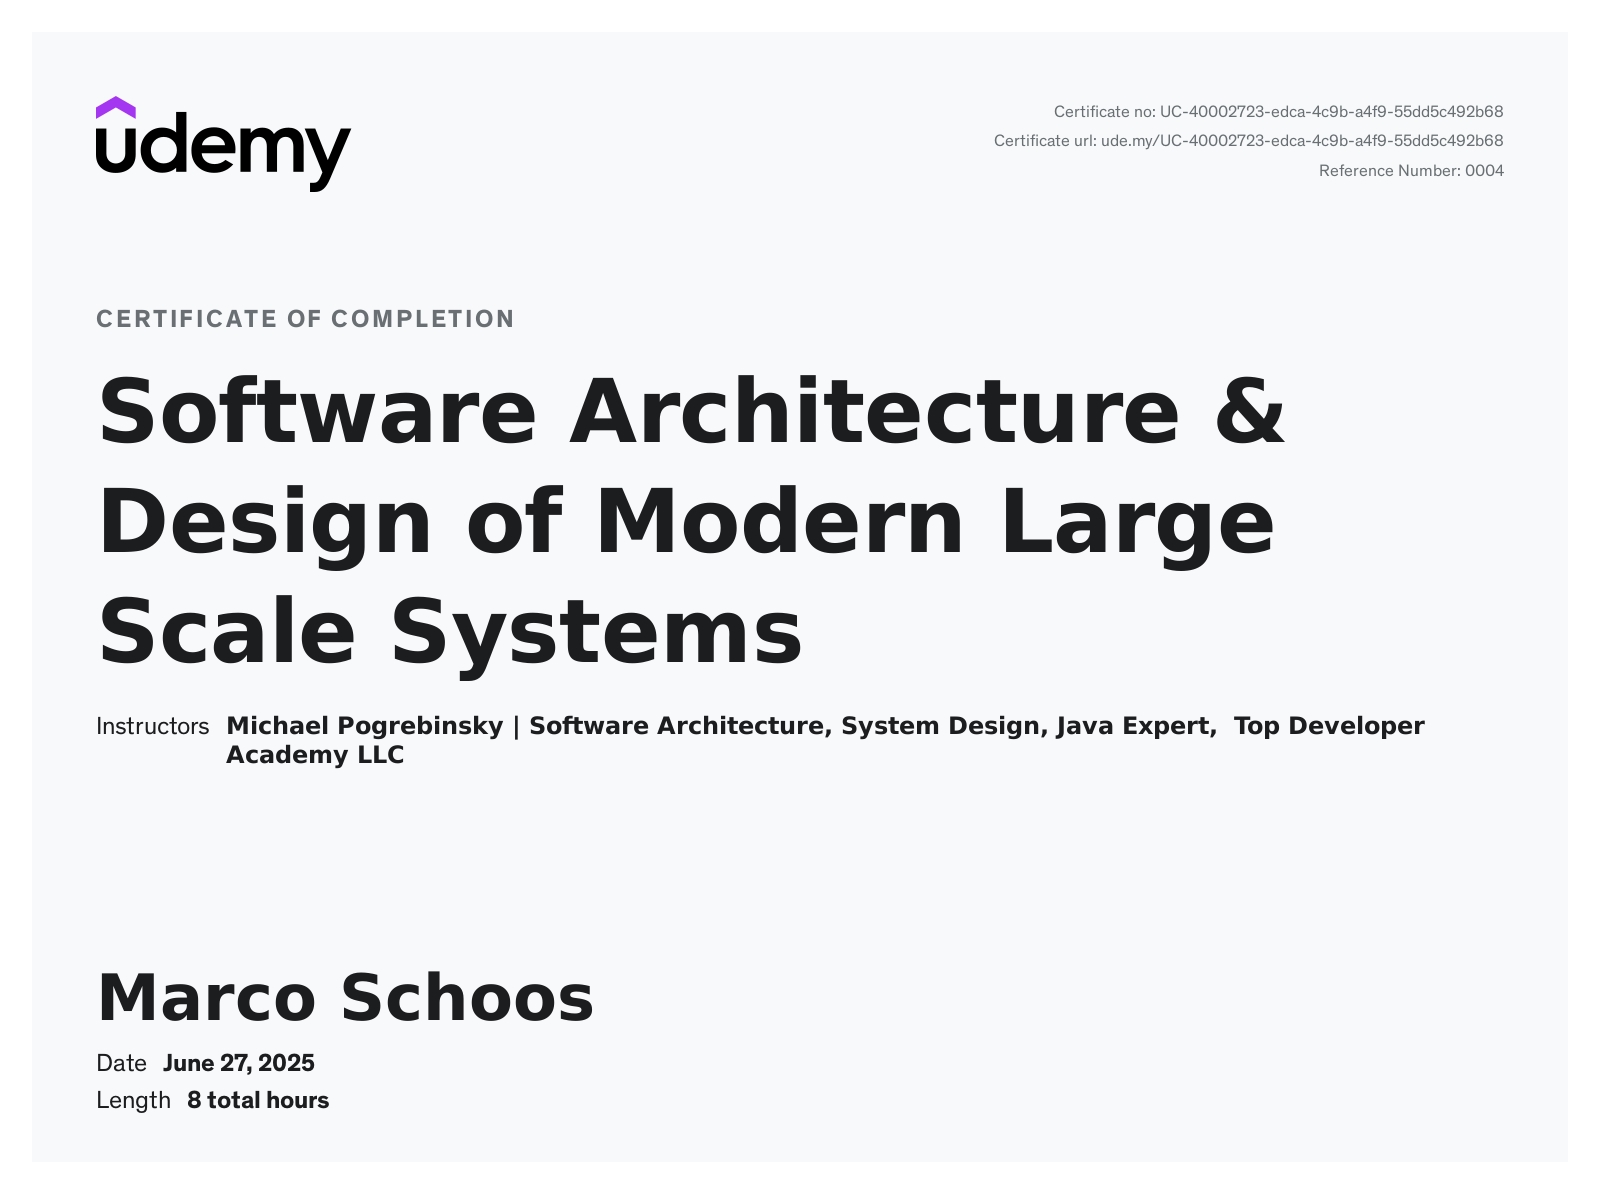 udemy
Certificate no: UC-40002723-edca-4c9b-a4f9-55dd5c492b68
Certificate url: ude.my/UC-40002723-edca-4c9b-a4f9-55dd5c492b68
Reference Number: 0004
CERTIFICATE OF COMPLETION
Software Architecture &
Design of Modern Large
Scale Systems
Instructors Michael Pogrebinsky | Software Architecture, System Design, Java Expert, Top Developer
Academy LLC
Marco Schoos
Date June 27, 2025
Length 8 total hours